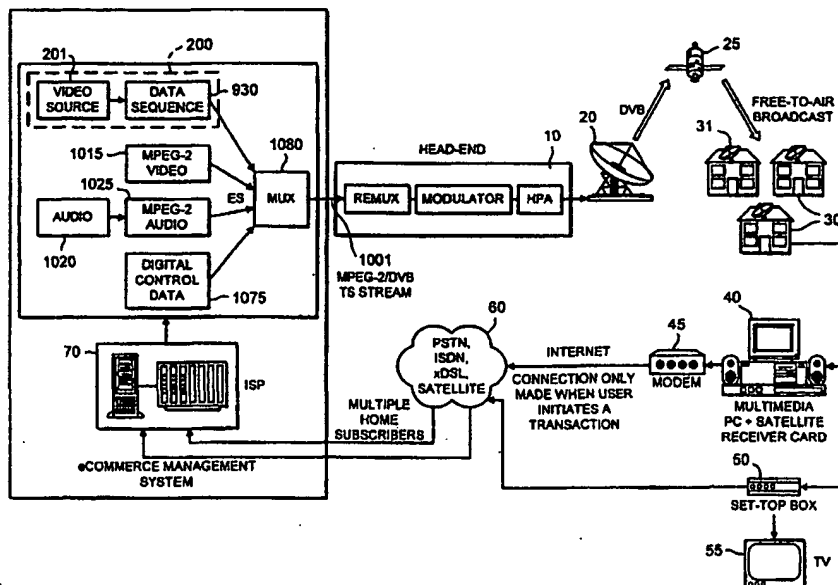 201
200
25
VIDEO
SOURCE
DATA
SEQUENCE
930
20
DVB
FREE-TO-AIR
BROADCAST
31
1015
MPEG-2
VIDEO
1080
HEAD-END
10
1025
ES
MUX
REMUX
MODULATOR
HPA
30
AUDIO
MPEG-2
AUDIO
1020
1001
MPEG-2/DVB
TS STREAM
DIGITAL
CONTROL
DATA
1075
60
40
45
70
PSTN,
ISDN,
xDSL,
SATELLITE
INTERNET
CONNECTION ONLY
MADE WHEN USER
INITIATES A
TRANSACTION
MODEM
MULTIMEDIA
PC + SATELLITE
RECEIVER CARD
ISP
MULTIPLE
HOME
SUBSCRIBERS
eCOMMERCE MANAGEMENT
SYSTEM
50
SET-TOP BOX
55
TV